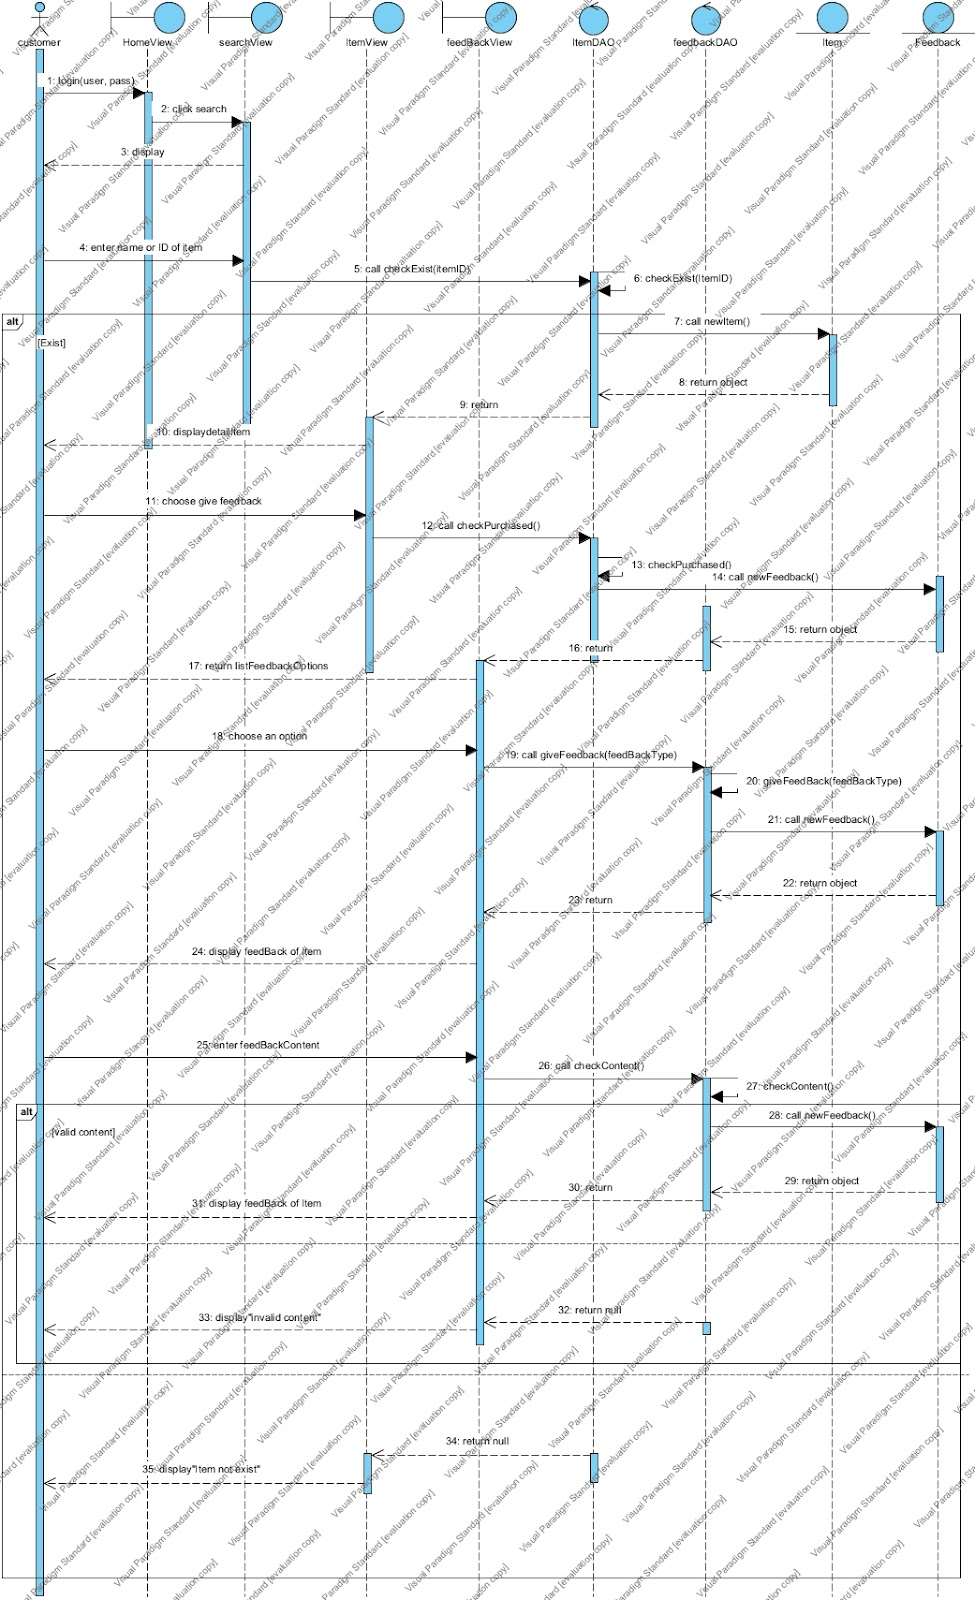 customer
HomeView
searchView
ItemView
feedBackView
ItemDAO
feedbackDAO
Item
Feedback
1: login(user, pass)
2: click search
3: display
4: enter name or ID of item
5: call checkExist(itemID)
6: checkExist(ItemID)
alt
7: call newItem()
[Exist]
8: return object
9: return
10: displaydetailItem
11: choose give feedback
12: call checkPurchased()
13: checkPurchased()
14: call newFeedback()
15: return object
16: return
17: return listFeedbackOptions
18: choose an option
19: call giveFeedback(feedBackType)
20: giveFeedBack(feedBackType)
21: call newFeedback()
22: return object
23: return
24: display feedBack of Item
25: enter feedBackContent
26: call checkContent()
27: checkContent()
alt
28: call newFeedback()
[valid content]
29: return object
30: return
31: display feedBack of Item
32: return null
33: display"invalid content"
34: return null
35: display"Item not exist"
Visual Paradigm Standard [evaluation copy]